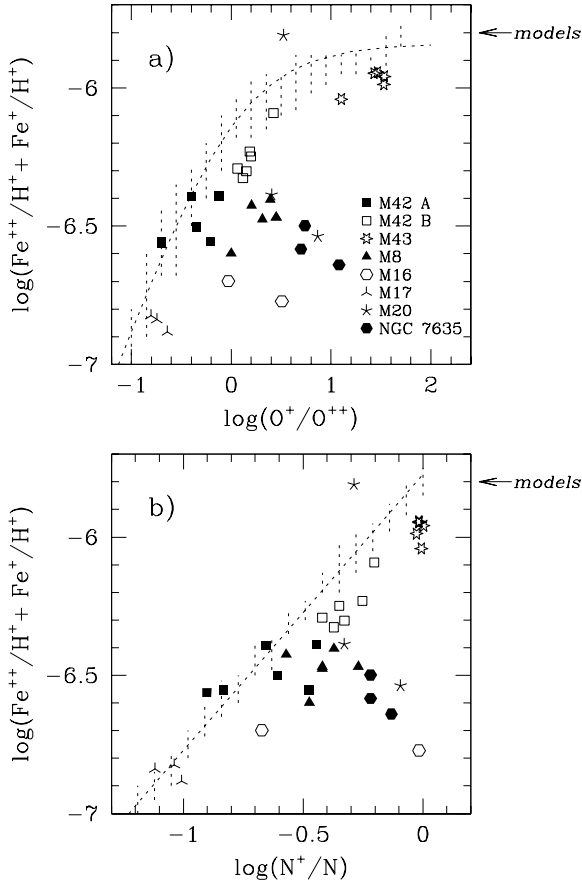 a)
models
-6
-6.5
-7
log(Fe⁺⁺/H⁺+ Fe⁺/H⁺)
M42 A
M42 B
M43
M8
M16
M17
M20
NGC 7635
-1 0 1 2
log(O⁺/O⁺⁺)
b)
models
-6
-6.5
-7
log(Fe⁺⁺/H⁺+ Fe⁺/H⁺)
-1 -0.5 0
log(N⁺/N)